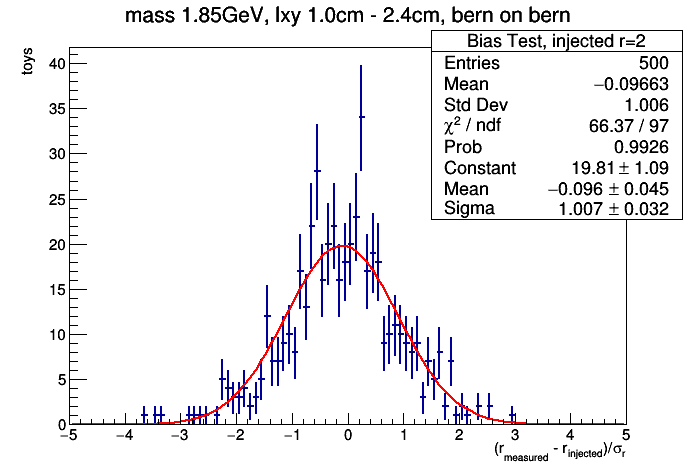 mass 1.85GeV, lxy 1.0cm - 2.4cm, bern on bern
Bias Test, injected r=2
Entries 500
Mean −0.09663
Std Dev 1.006
χ² / ndf 66.37 / 97
Prob 0.9926
Constant 19.81 ± 1.09
Mean −0.096 ± 0.045
Sigma 1.007 ± 0.032
toys
40
35
30
25
20
15
10
5
0
−5 −4 −3 −2 −1 0 1 2 3 4 5
(r_measured - r_injected)/σ_r